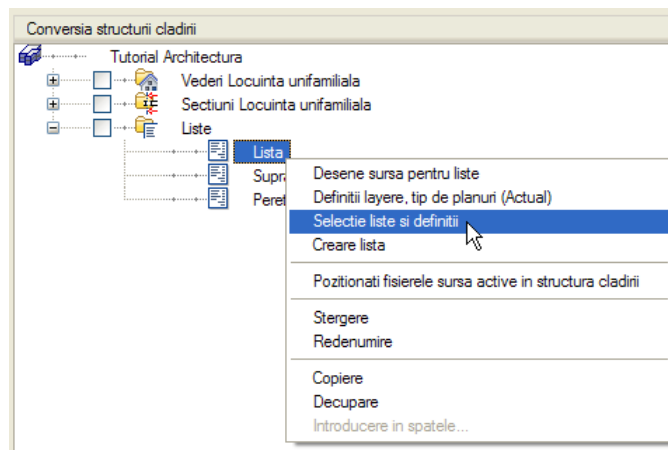 Conversia structurii cladirii
Tutorial Architectura
Vederi Locuinta unifamiliala
Sectiuni Locuinta unifamiliala
Liste
Lista
Supra
Peret
Desene sursa pentru liste
Definitii layere, tip de planuri (Actual)
Selectie liste si definitii
Creare lista
Pozitionati fisierele sursa active in structura cladirii
Stergere
Redenumire
Copiere
Decupare
Introducere in spatele...